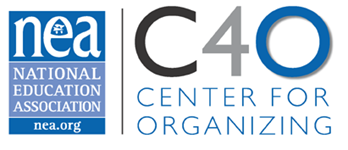 nea
NATIONAL
EDUCATION
ASSOCIATION
nea.org
C4O
CENTER FOR
ORGANIZING